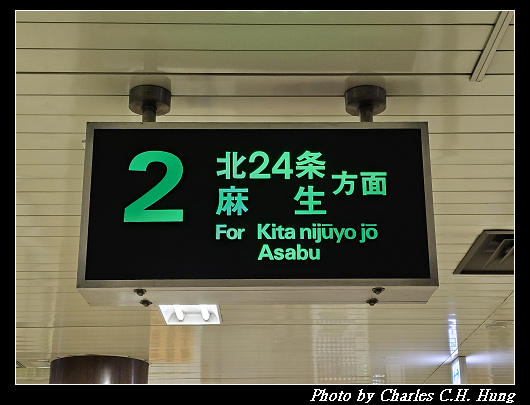 2
北24条
麻生
方面
For Kita nijūyo jō
Asabu
Photo by Charles C.H. Hung